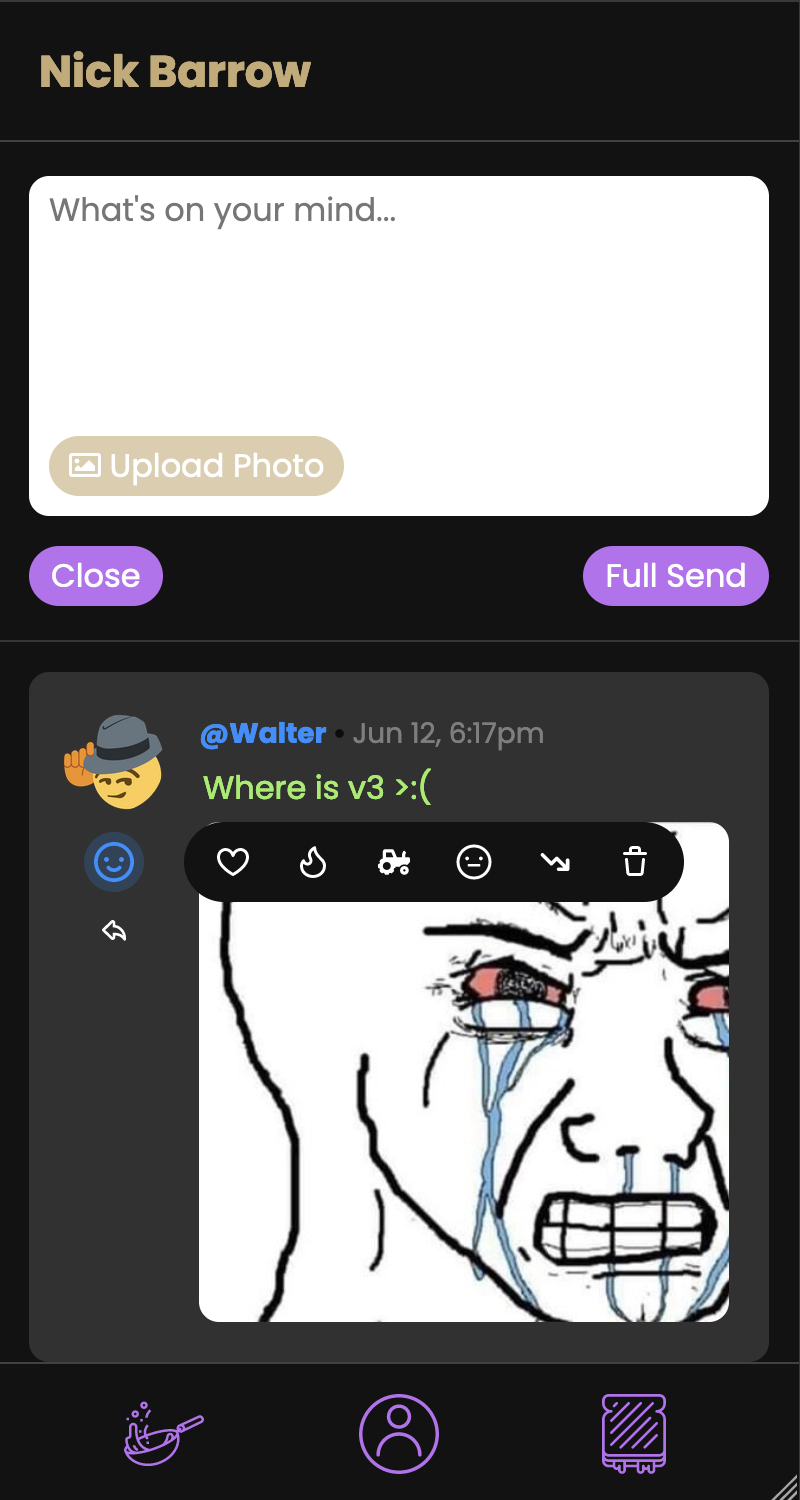 Nick Barrow
What's on your mind...
Upload Photo
Close
Full Send
@Walter • Jun 12, 6:17pm
Where is v3 >:(